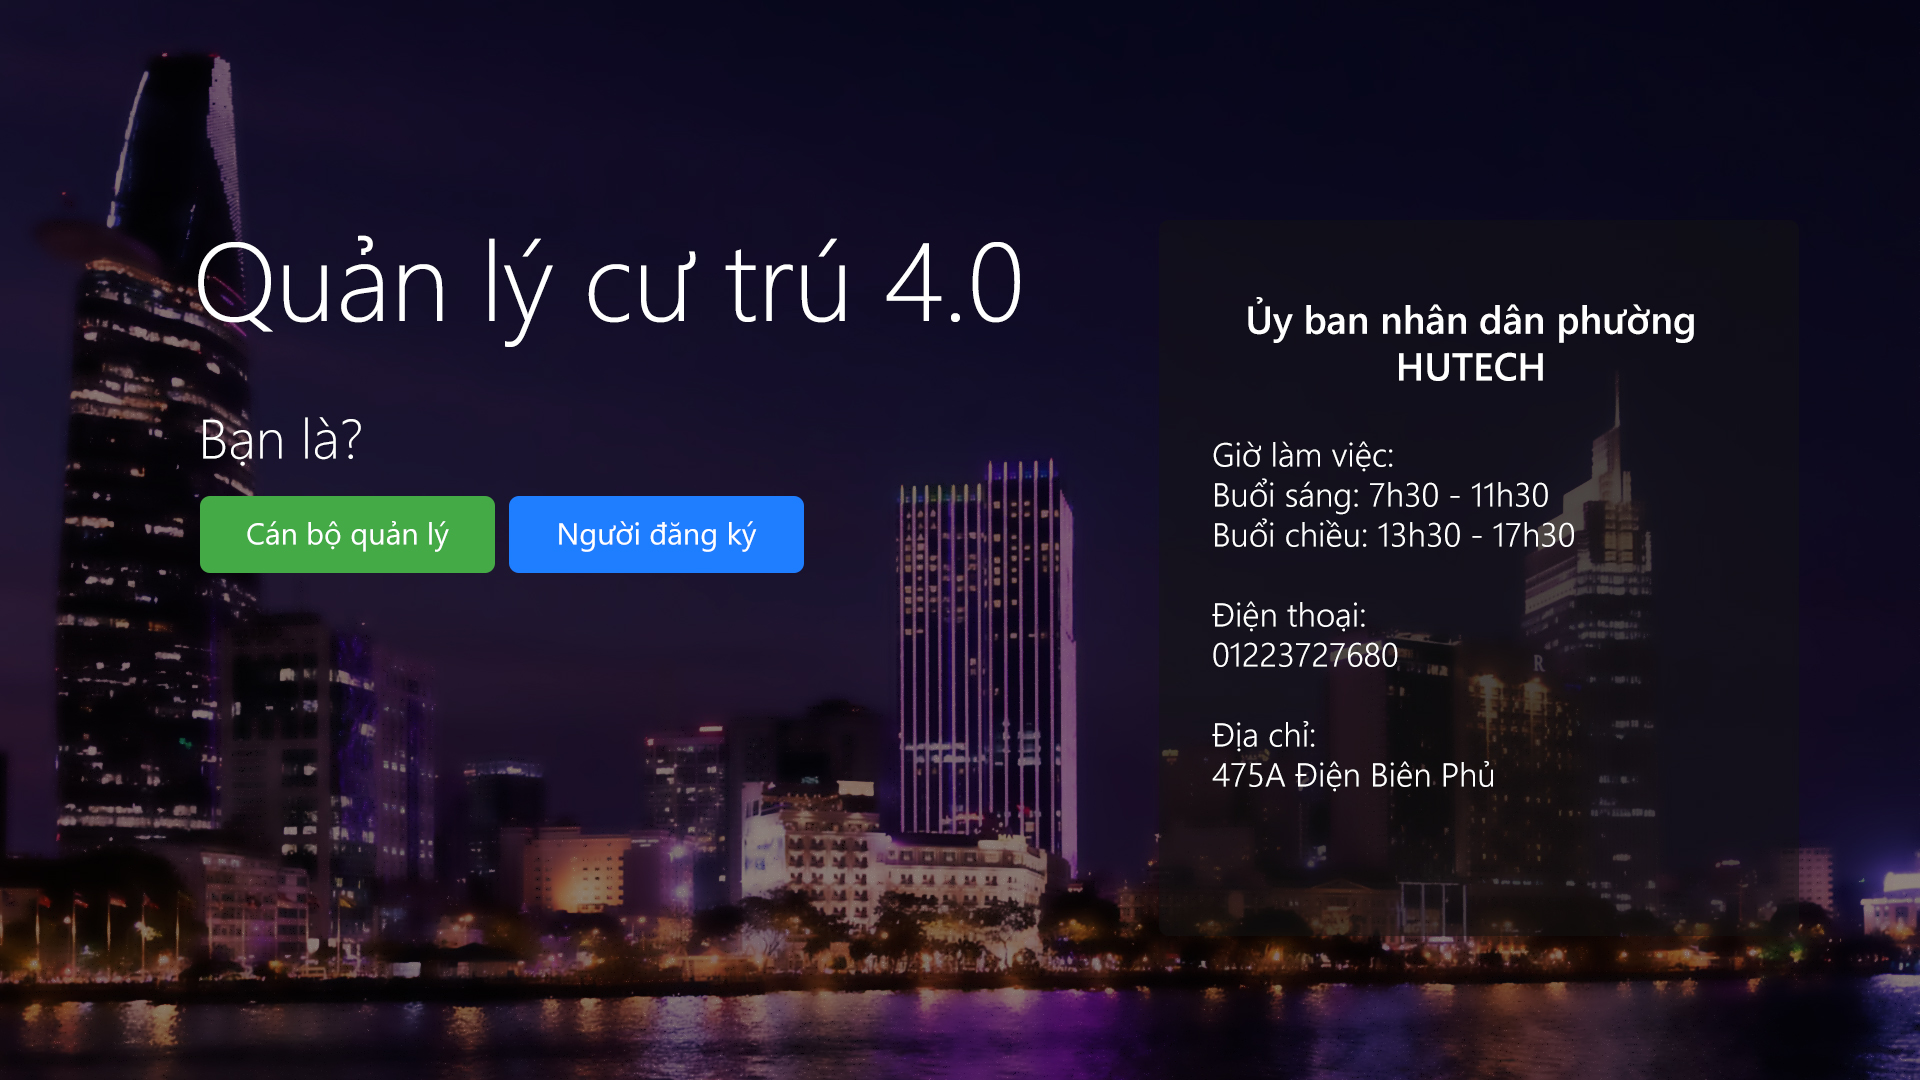 Quản lý cư trú 4.0
Bạn là?
Cán bộ quản lý
Người đăng ký
Ủy ban nhân dân phường
HUTECH
Giờ làm việc:
Buổi sáng: 7h30 - 11h30
Buổi chiều: 13h30 - 17h30
Điện thoại:
01223727680
Địa chỉ:
475A Điện Biên Phủ